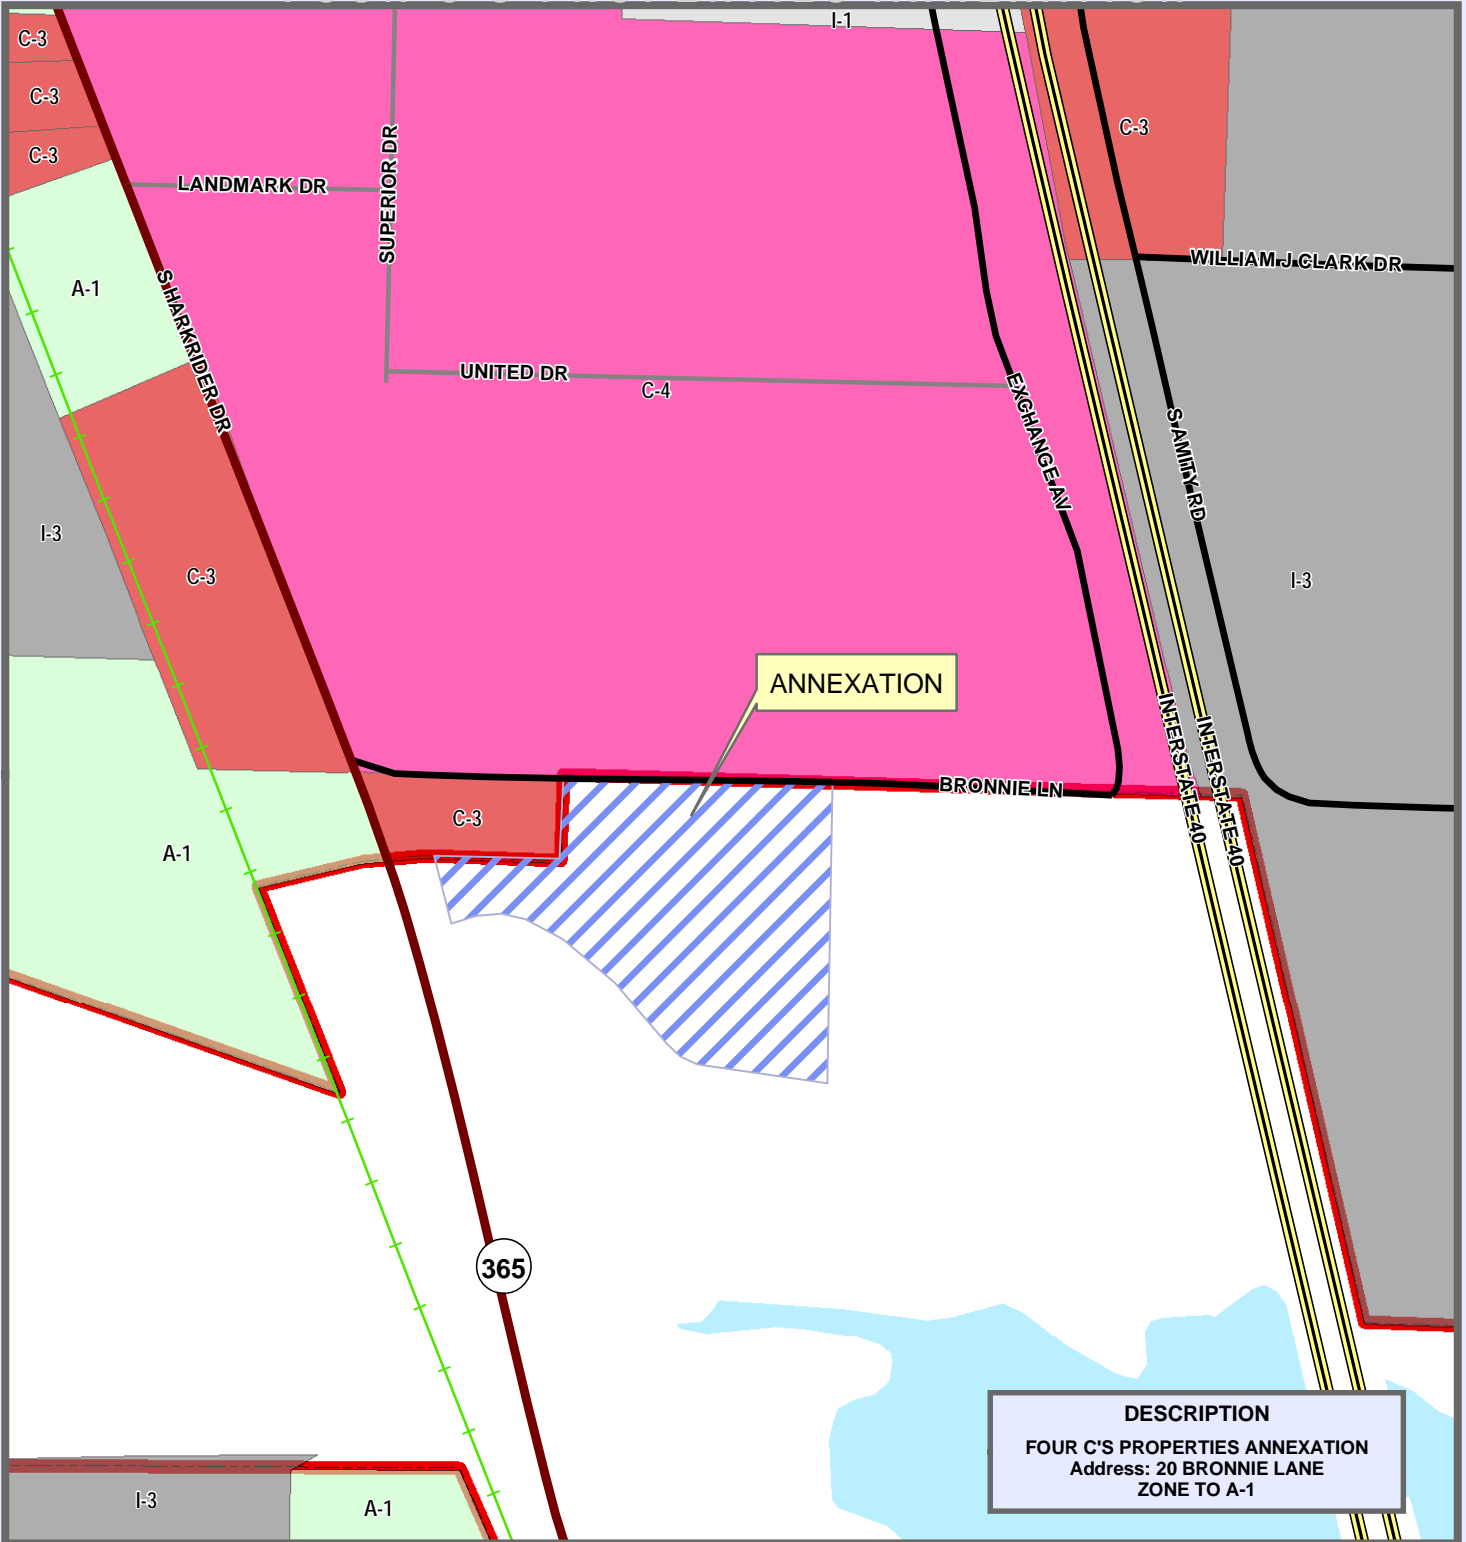 I-1
C-3
C-3
C-3
C-3
LANDMARK DR
SUPERIOR DR
WILLIAM J CLARK DR
A-1
S HARKRIDER DR
UNITED DR
C-4
EXCHANGE AV
S AMITY RD
I-3
C-3
I-3
ANNEXATION
INTERSTATE 40
INTERSTATE 40
BRONNIE LN
C-3
A-1
365
DESCRIPTION
FOUR C'S PROPERTIES ANNEXATION
Address: 20 BRONNIE LANE
ZONE TO A-1
I-3
A-1